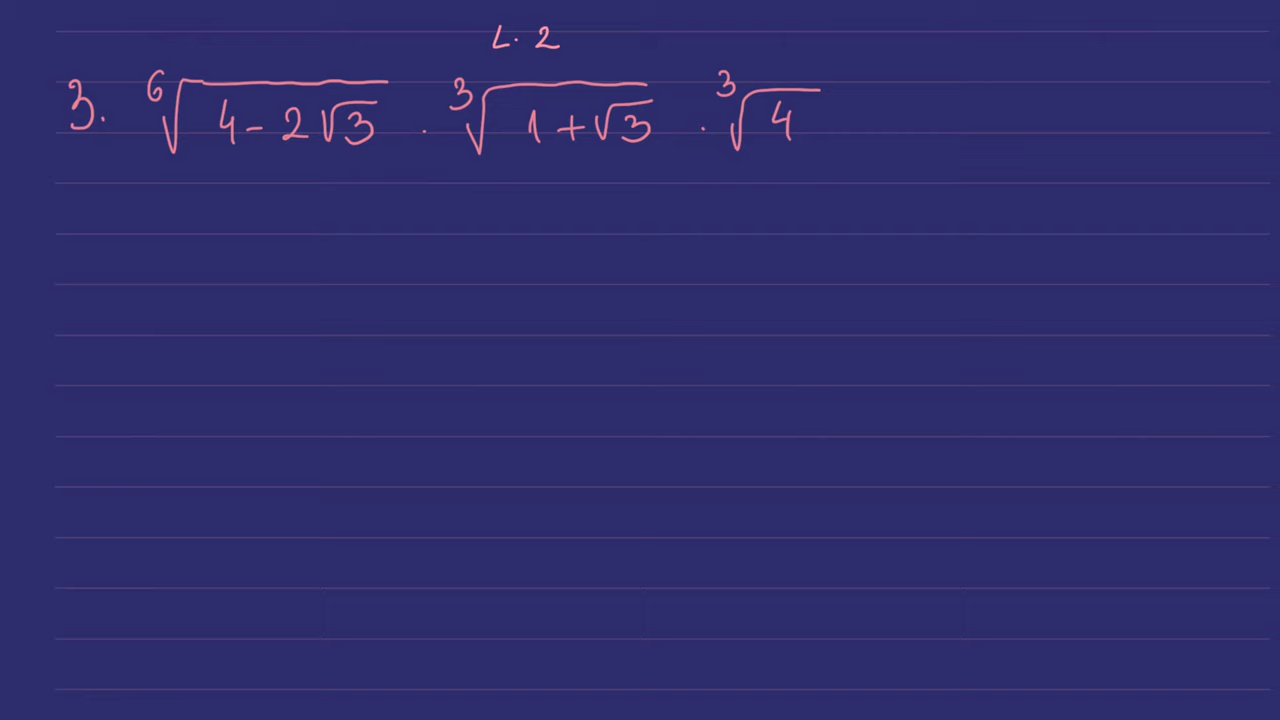 L. 2
3. ⁶√(4 - 2√3) . ³√(1 + √3) . ³√4